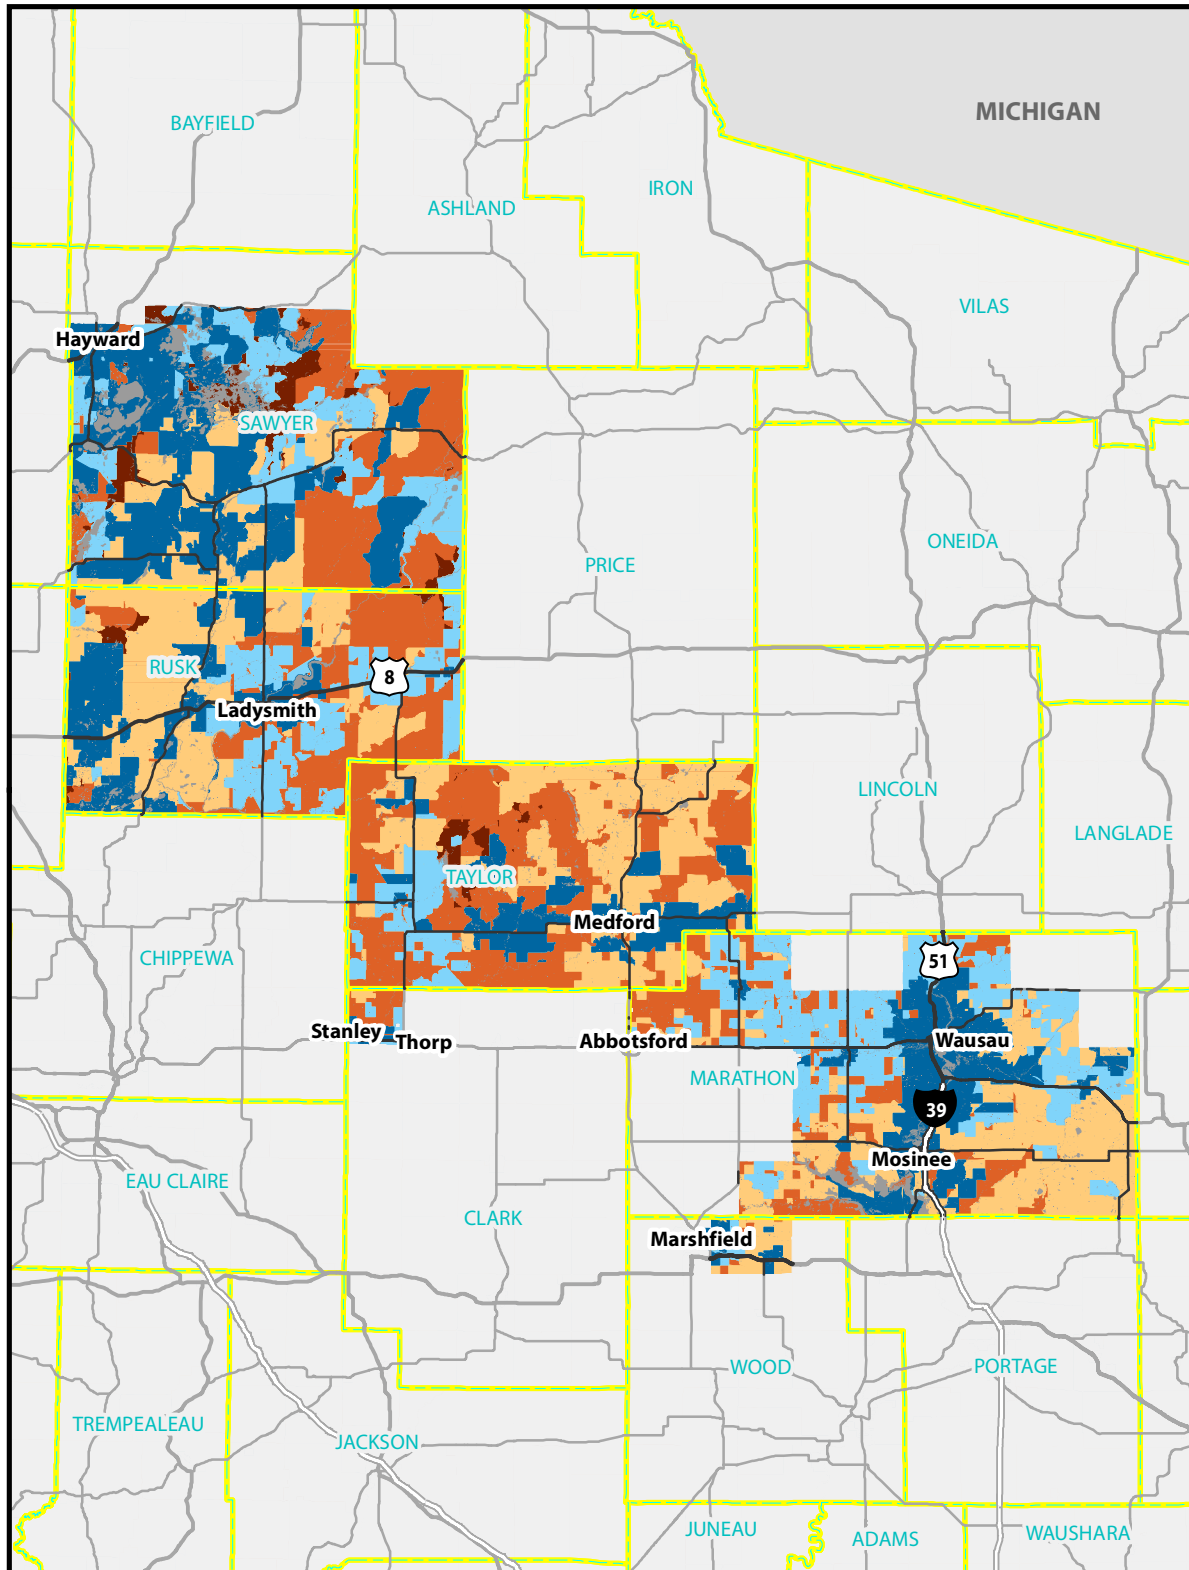 MICHIGAN
BAYFIELD
IRON
ASHLAND
VILAS
Hayward
SAWYER
ONEIDA
PRICE
RUSK
8
Ladysmith
LINCOLN
LANGLADE
TAYLOR
Medford
CHIPPEWA
51
Stanley
Thorp
Abbotsford
Wausau
MARATHON
39
Mosinee
EAU CLAIRE
CLARK
Marshfield
WOOD
PORTAGE
TREMPEALEAU
JACKSON
JUNEAU
ADAMS
WAUSHARA